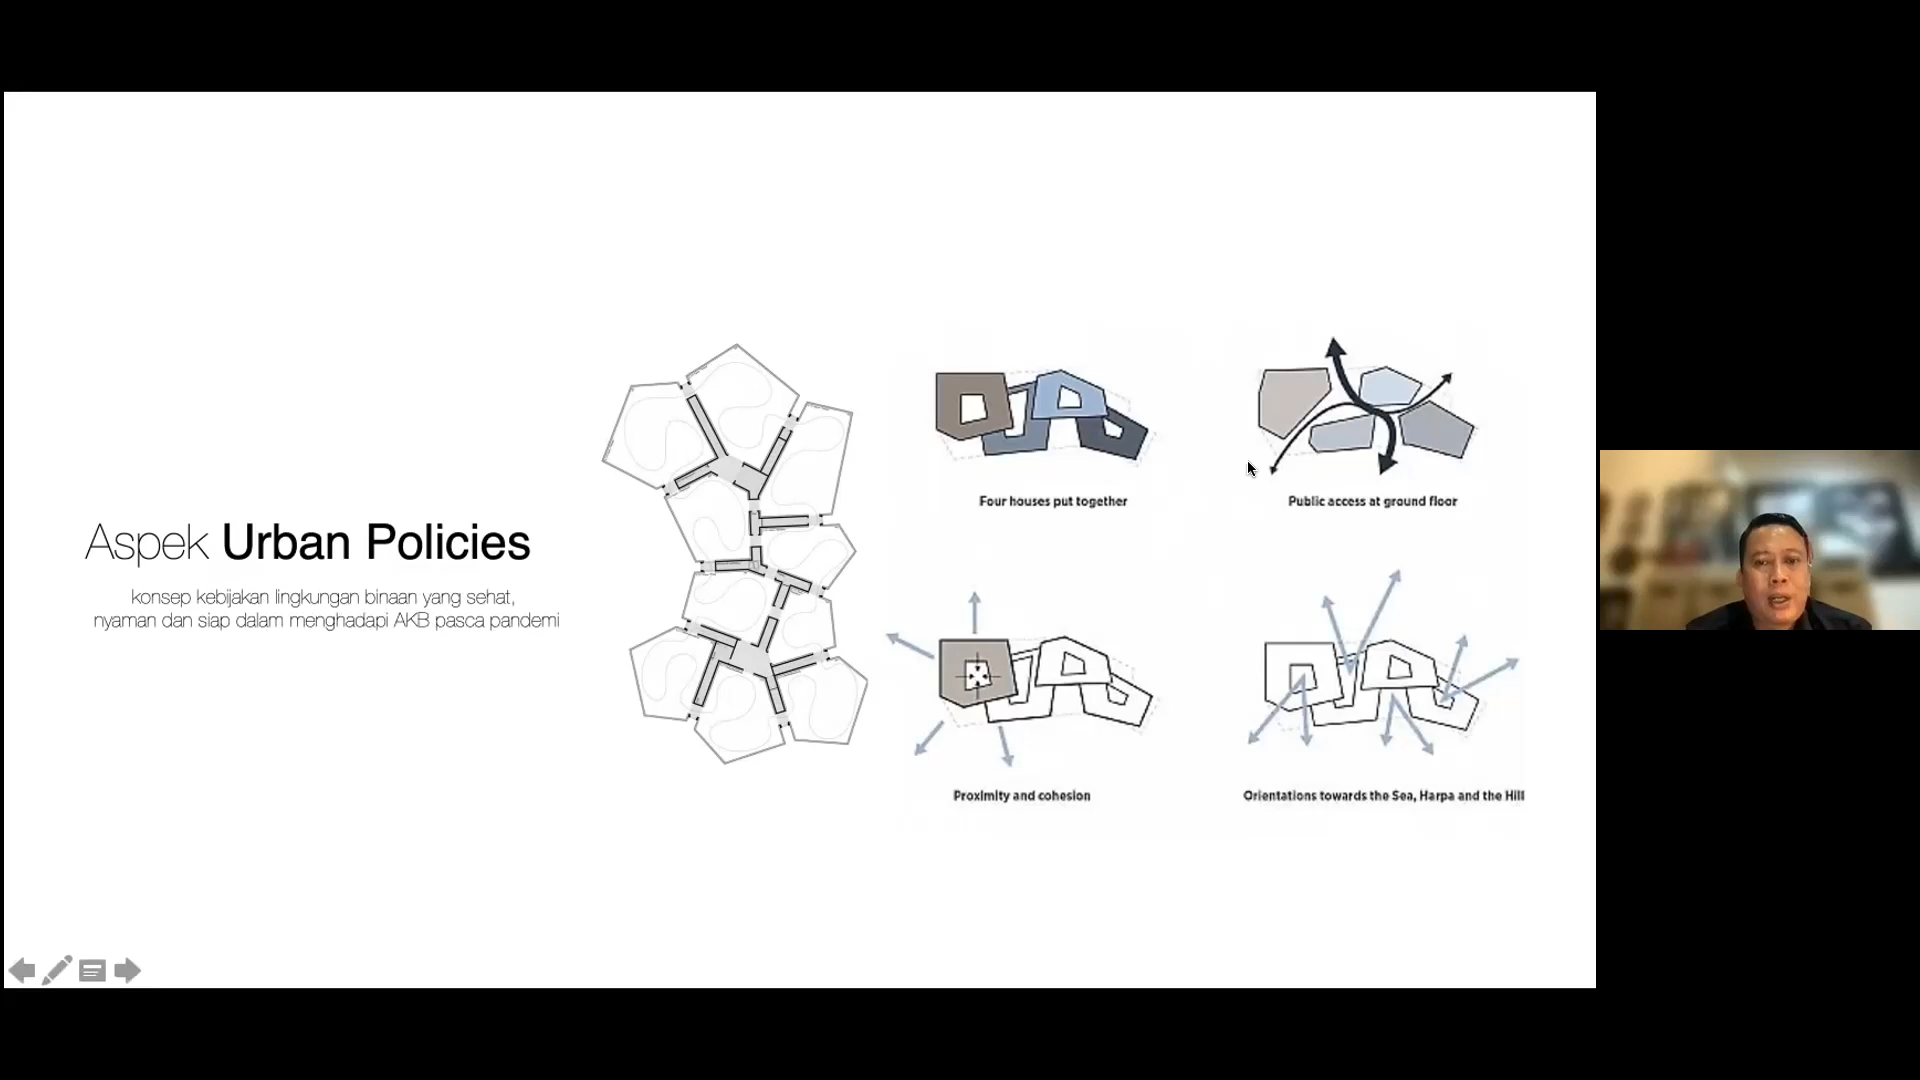 Aspek Urban Policies
konsep kebijakan lingkungan binaan yang sehat,
nyaman dan siap dalam menghadapi AKB pasca pandemi
Four houses put together
Public access at ground floor
Proximity and cohesion
Orientations towards the Sea, Harpa and the Hill